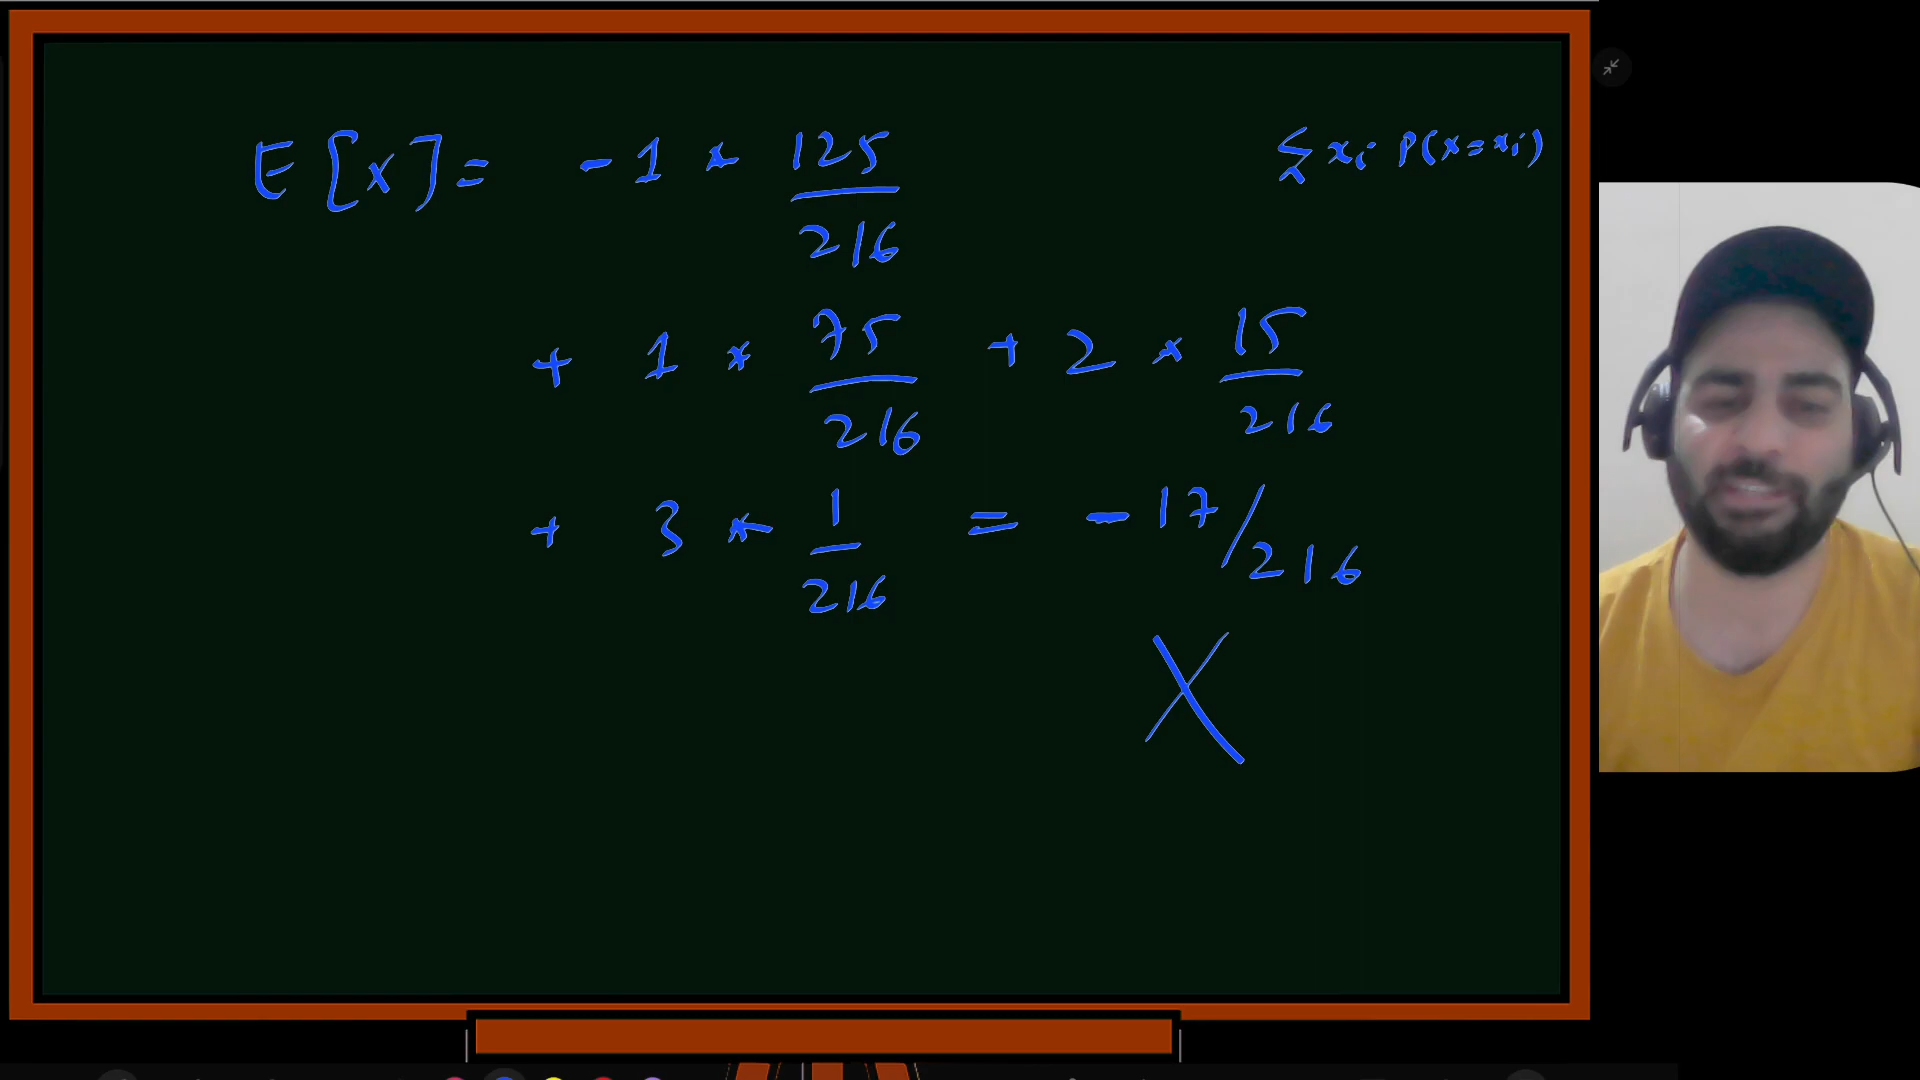 E[x] = -1 * 125/216
Σ xi P(x=xi)
+ 1 * 75/216 + 2 * 15/216
+ 3 * 1/216 = -17/216
X